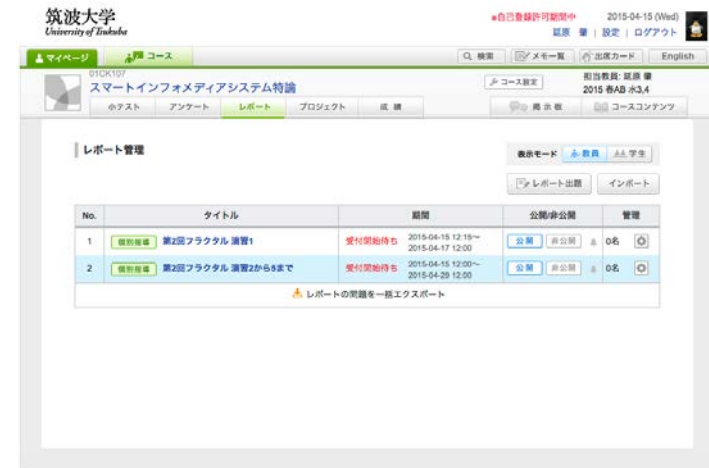 筑波大学
University of Tsukuba
■自己登録許可期間中 2015-04-15 (Wed)
延原 肇 | 設定 | ログアウト
マイページ コース 検索 メモ一覧 出席カード English
01CK107
スマートインフォメディアシステム特論
コース設定
担当教員: 延原 肇
2015 春AB 水3,4
小テスト アンケート レポート プロジェクト 成績 掲示板 コースコンテンツ
レポート管理
表示モード 教員 学生
レポート出題 インポート
No. タイトル 期間 公開/非公開 管理
1 個別指導 第2回フラクタル 演習1 受付開始待ち 2015-04-15 12:15〜
2015-04-17 12:00 公開 非公開 0名
2 個別指導 第2回フラクタル 演習2から5まで 受付開始待ち 2015-04-15 12:00〜
2015-04-29 12:00 公開 非公開 0名
レポートの問題を一括エクスポート